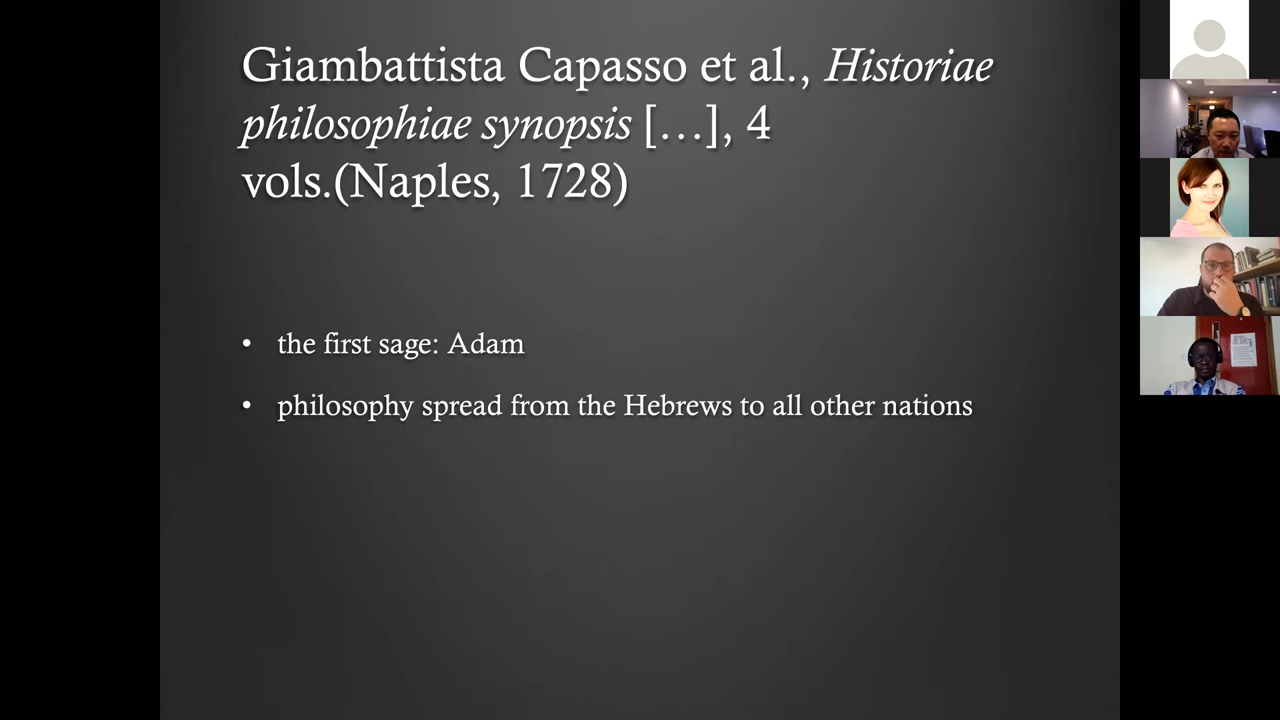 Giambattista Capasso et al., Historiae
philosophiae synopsis […], 4
vols.(Naples, 1728)
• the first sage: Adam
• philosophy spread from the Hebrews to all other nations